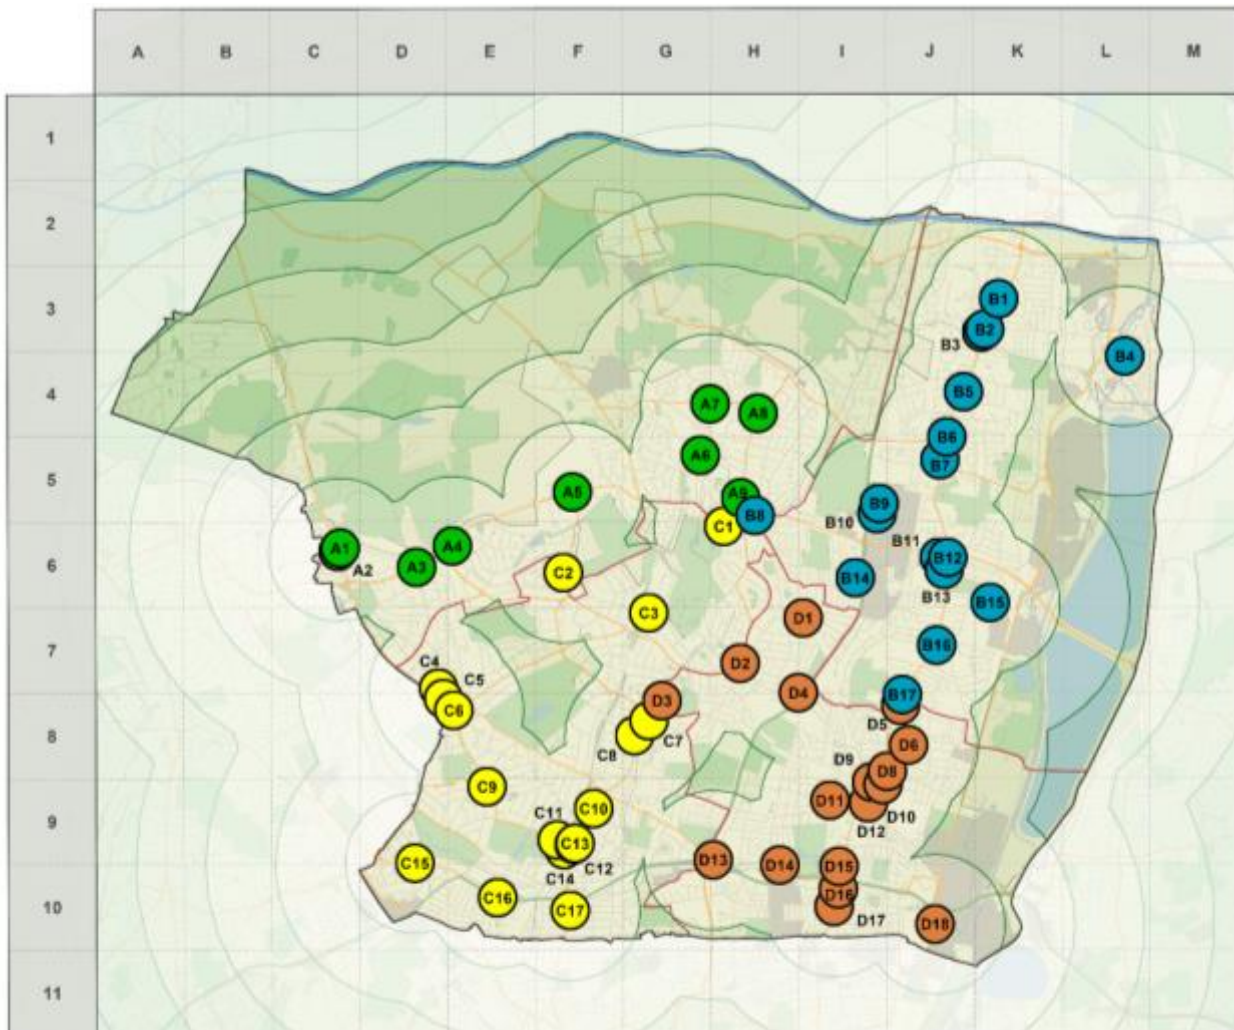 A B C D E F G H I J K L M
1
2
3
4
5
6
7
8
9
10
11
B1
B2
B3
B4
B5
A7
A8
B6
A6
B7
A5
A9
B9
B8
B10
C1
B11
A1
A4
B12
A2
A3
C2
B14
B13
B15
C3
D1
B16
C4
D2
C5
D4
B17
D3
C6
D5
C7
D6
C8
D9
D8
C9
D11
C10
D10
C11
D12
C13
C15
C14
C12
D13
D14
D15
C16
D16
C17
D17
D18